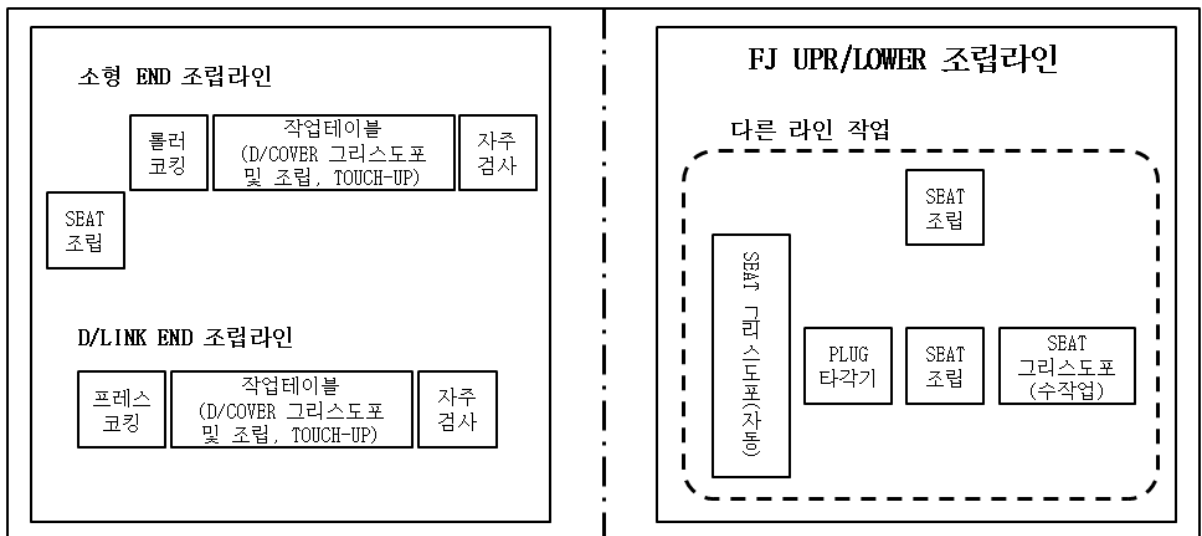 소형 END 조립라인
롤러
코킹
작업테이블
(D/COVER 그리스도포
및 조립, TOUCH-UP)
자주
검사
SEAT
조립
D/LINK END 조립라인
프레스
코킹
작업테이블
(D/COVER 그리스도포
및 조립, TOUCH-UP)
자주
검사
FJ UPR/LOWER 조립라인
다른 라인 작업
SEAT
조립
SEAT 그리스도포(자동)
PLUG
타각기
SEAT
조립
SEAT
그리스도포
(수작업)